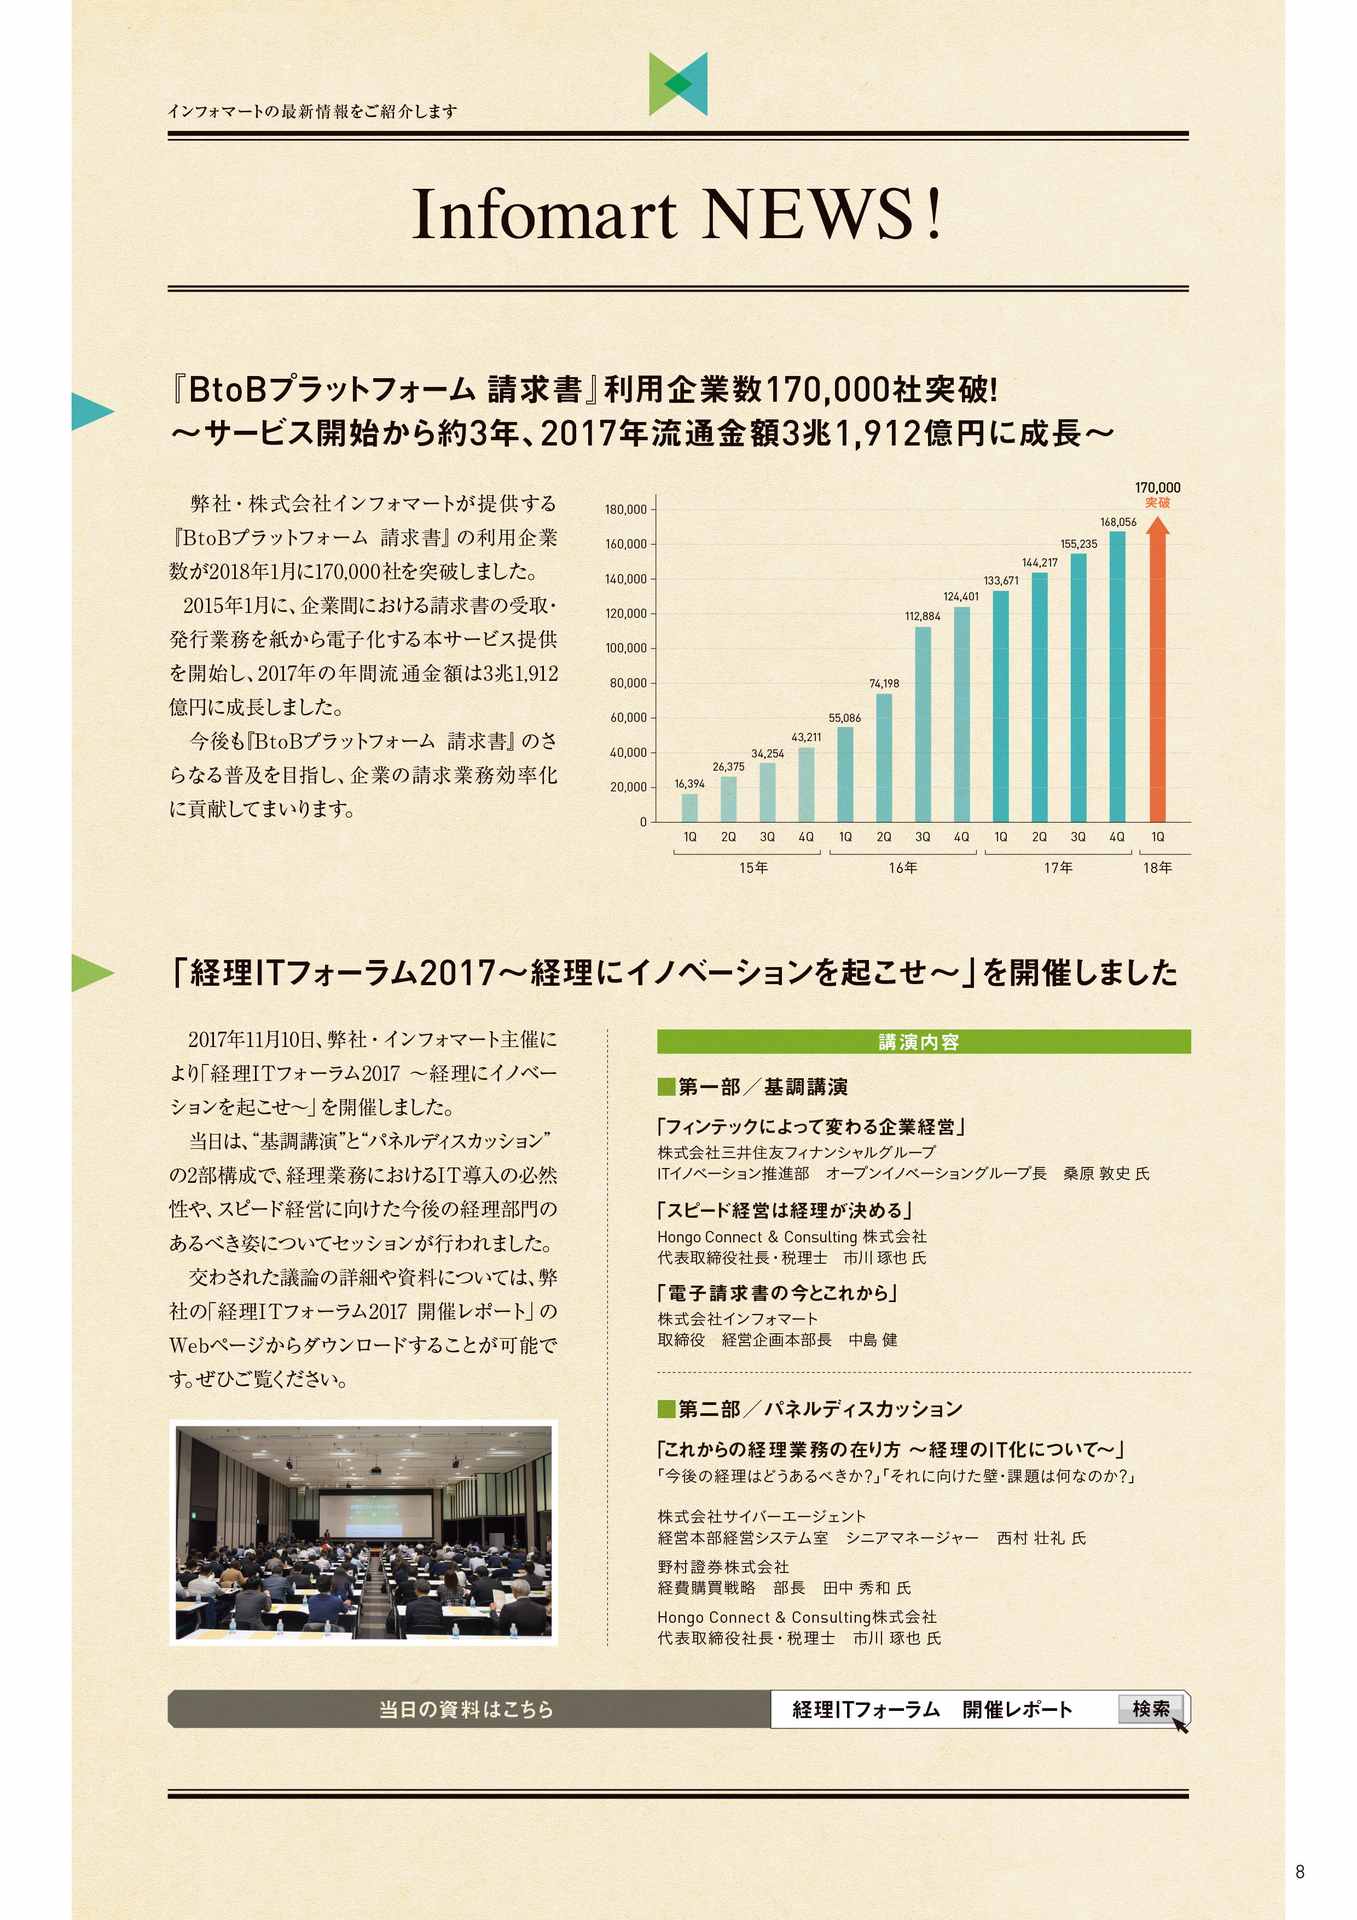 インフォマートの最新情報をご紹介します
Infomart NEWS!
『BtoBプラットフォーム 請求書』利用企業数170,000社突破!
〜サービス開始から約3年、2017年流通金額3兆1,912億円に成長〜
弊社・株式会社インフォマートが提供する
『BtoBプラットフォーム 請求書』の利用企業
数が2018年1月に170,000社を突破しました。
2015年1月に、企業間における請求書の受取・
発行業務を紙から電子化する本サービス提供
を開始し、2017年の年間流通金額は3兆1,912
億円に成長しました。
今後も『BtoBプラットフォーム 請求書』のさ
らなる普及を目指し、企業の請求業務効率化
に貢献してまいります。
180,000
160,000
140,000
120,000
100,000
80,000
60,000
40,000
20,000
0
16,394
26,375
34,254
43,211
55,086
74,198
112,884
124,401
133,671
144,217
155,235
168,056
170,000
突破
1Q 2Q 3Q 4Q 1Q 2Q 3Q 4Q 1Q 2Q 3Q 4Q 1Q
15年 16年 17年 18年
「経理ITフォーラム2017〜経理にイノベーションを起こせ〜」を開催しました
2017年11月10日、弊社・インフォマート主催に
より「経理ITフォーラム2017 〜経理にイノベー
ションを起こせ〜」を開催しました。
当日は、“基調講演”と“パネルディスカッション”
の2部構成で、経理業務におけるIT導入の必然
性や、スピード経営に向けた今後の経理部門の
あるべき姿についてセッションが行われました。
交わされた議論の詳細や資料については、弊
社の「経理ITフォーラム2017 開催レポート」の
Webページからダウンロードすることが可能で
す。ぜひご覧ください。
講演内容
■第一部／基調講演
「フィンテックによって変わる企業経営」
株式会社三井住友フィナンシャルグループ
ITイノベーション推進部　オープンイノベーショングループ長　桑原 敦史 氏
「スピード経営は経理が決める」
Hongo Connect & Consulting 株式会社
代表取締役社長・税理士　市川 琢也 氏
「電子請求書の今とこれから」
株式会社インフォマート
取締役　経営企画本部長　中島 健
■第二部／パネルディスカッション
「これからの経理業務の在り方 〜経理のIT化について〜」
「今後の経理はどうあるべきか?」「それに向けた壁・課題は何なのか?」
株式会社サイバーエージェント
経営本部経営システム室　シニアマネージャー　西村 壮礼 氏
野村證券株式会社
経費購買戦略　部長　田中 秀和 氏
Hongo Connect & Consulting株式会社
代表取締役社長・税理士　市川 琢也 氏
当日の資料はこちら
経理ITフォーラム　開催レポート
検索
8